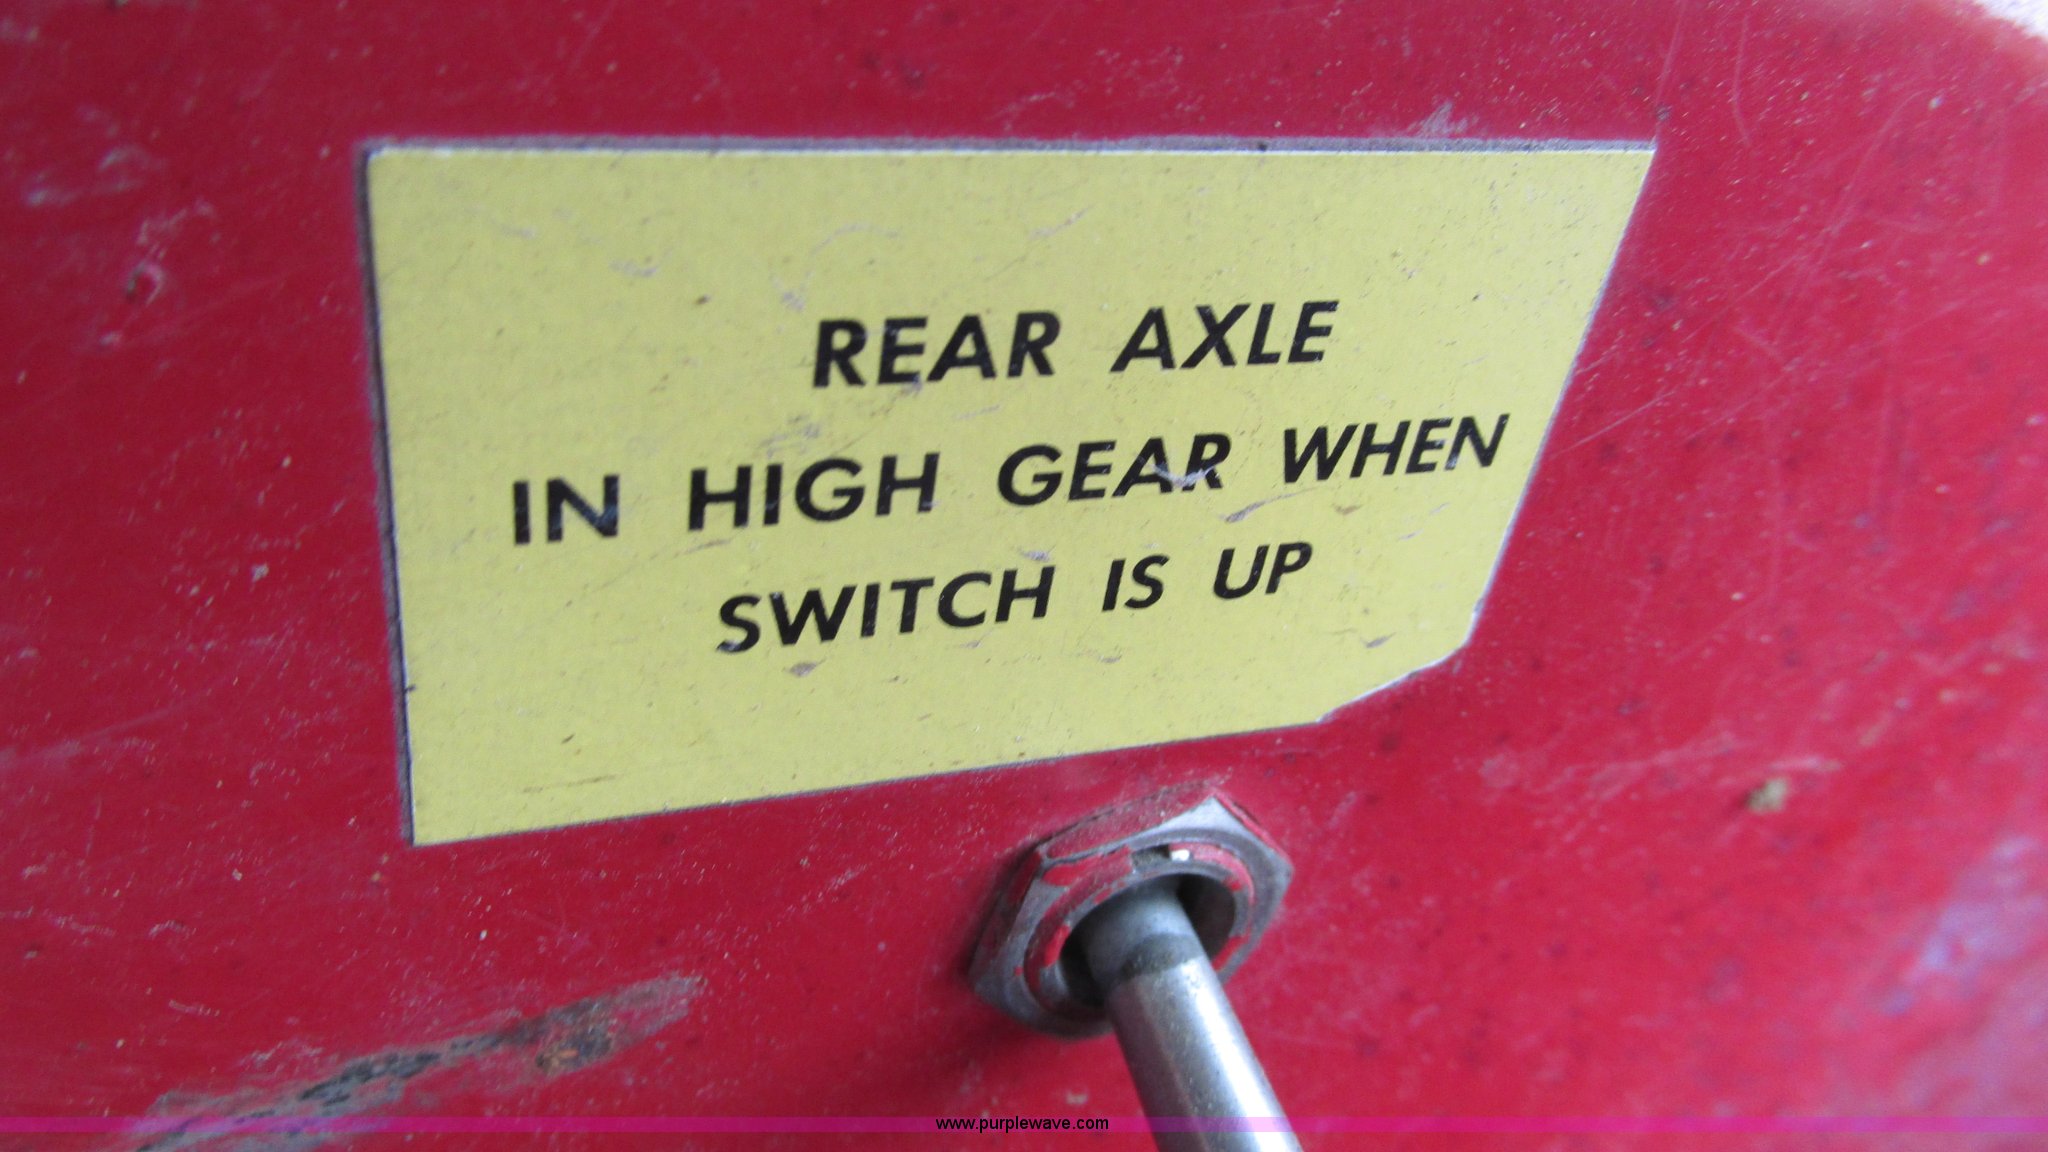 REAR AXLE
IN HIGH GEAR WHEN
SWITCH IS UP
www.purplewave.com